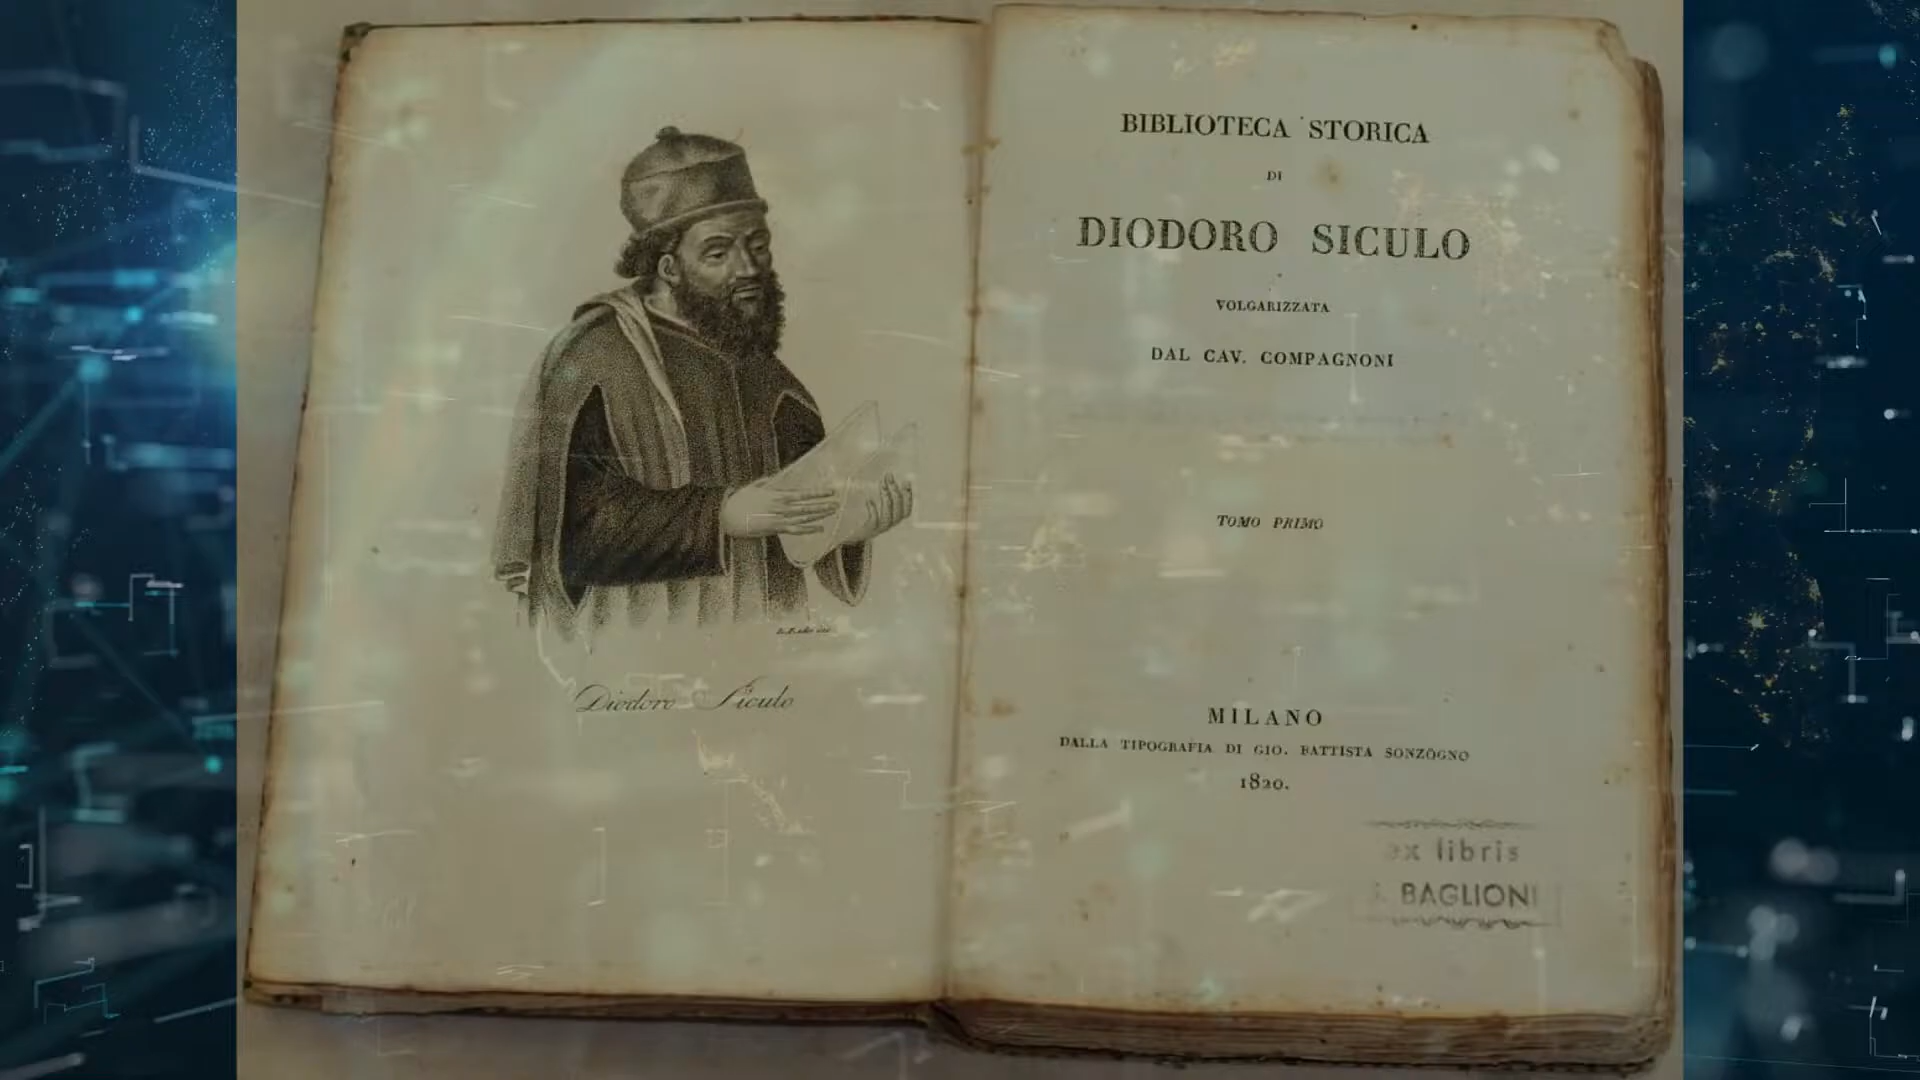 Diodoro Siculo
BIBLIOTECA STORICA
DI
DIODORO SICULO
VOLGARIZZATA
DAL CAV. COMPAGNONI
TOMO PRIMO
MILANO
DALLA TIPOGRAFIA DI GIO. BATTISTA SONZOGNO
1820.
ex libris
BAGLIONI